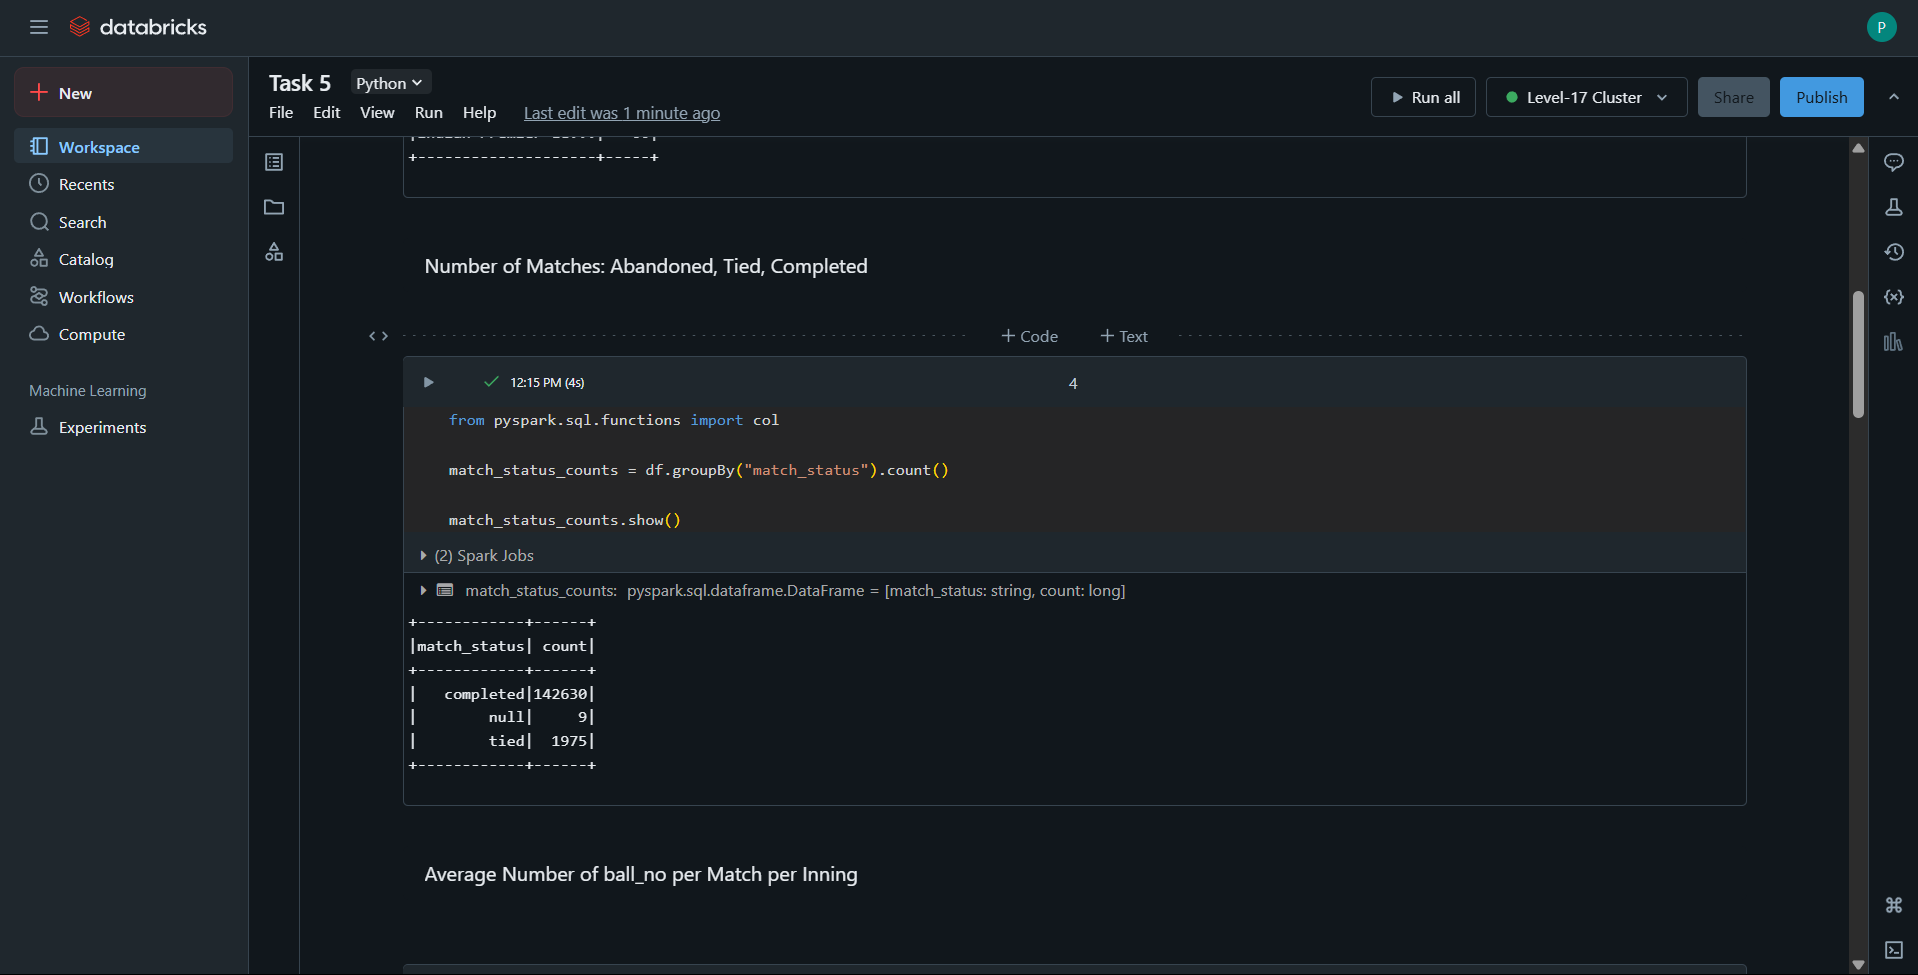 databricks
P
New
Workspace
Recents
Search
Catalog
Workflows
Compute
Machine Learning
Experiments
Task 5 Python
File Edit View Run Help Last edit was 1 minute ago
Run all Level-17 Cluster Share Publish
+--------------------+-----+
Number of Matches: Abandoned, Tied, Completed
+ Code + Text
12:15 PM (4s) 4
from pyspark.sql.functions import col
match_status_counts = df.groupBy("match_status").count()
match_status_counts.show()
(2) Spark Jobs
match_status_counts: pyspark.sql.dataframe.DataFrame = [match_status: string, count: long]
+------------+------+
|match_status| count|
+------------+------+
|   completed|142630|
|        null|     9|
|        tied|  1975|
+------------+------+
Average Number of ball_no per Match per Inning